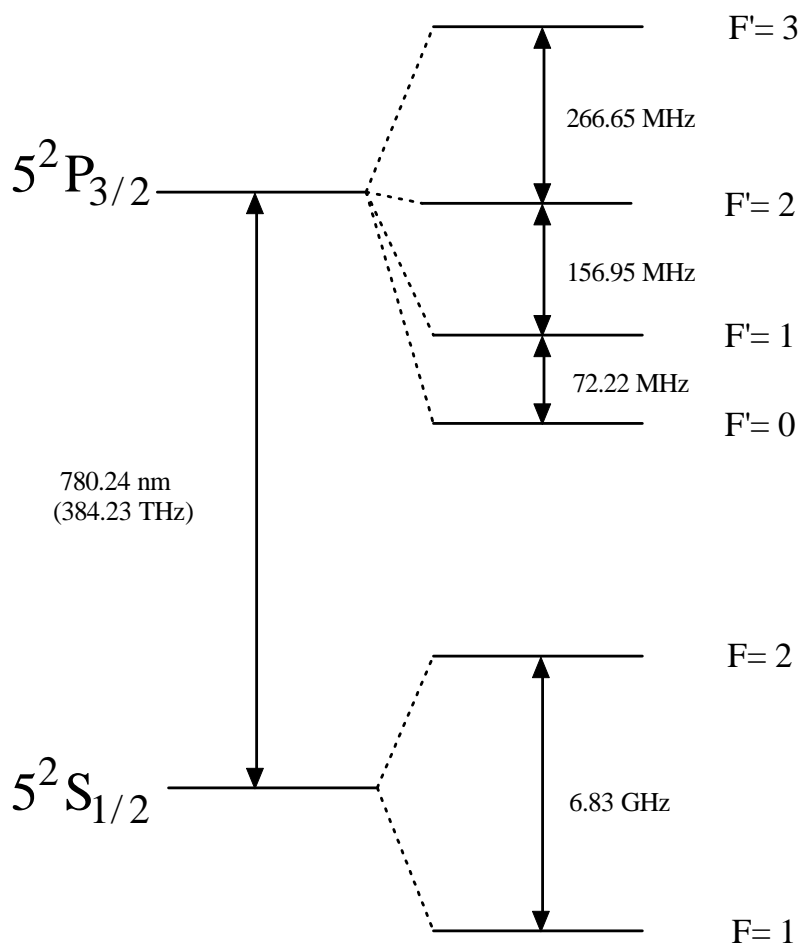 F'= 3
266.65 MHz
5²P3/2
F'= 2
156.95 MHz
F'= 1
72.22 MHz
F'= 0
780.24 nm
(384.23 THz)
F= 2
5²S1/2
6.83 GHz
F= 1